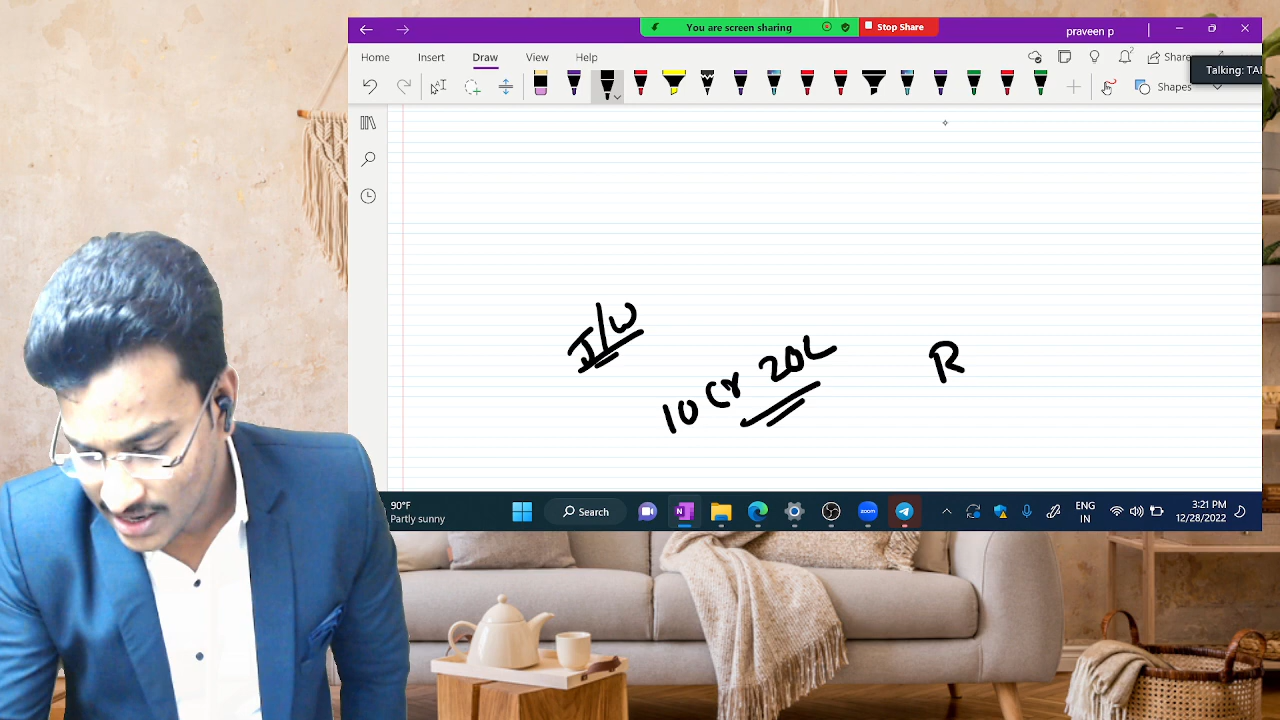 You are screen sharing
Stop Share
praveen p
Home Insert Draw View Help
Share
Talking: TA
Shapes
I/W
10 Cr 20L
R
90°F
Partly sunny
Search
zoom
ENG
IN
3:21 PM
12/28/2022